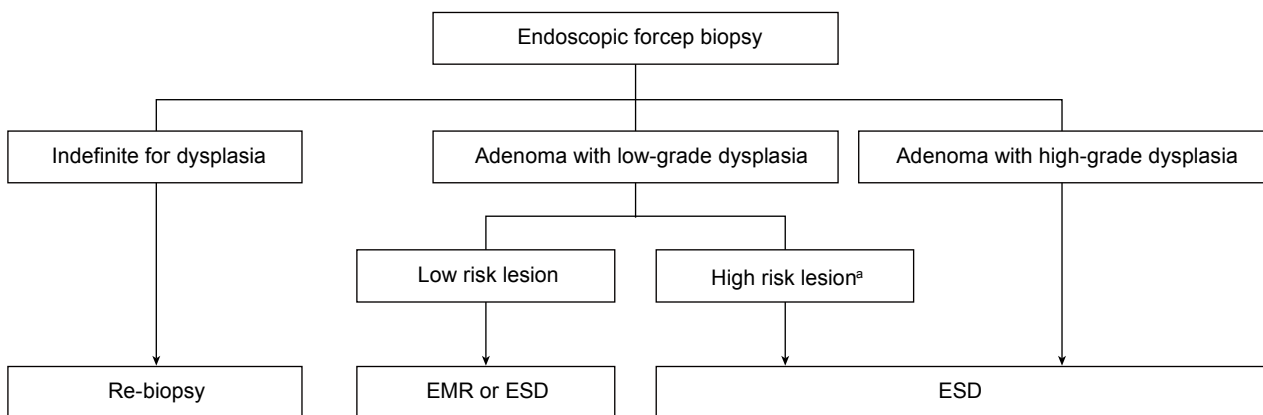 Endoscopic forcep biopsy
Indefinite for dysplasia
Adenoma with low-grade dysplasia
Adenoma with high-grade dysplasia
Low risk lesion
High risk lesionᵃ
Re-biopsy
EMR or ESD
ESD